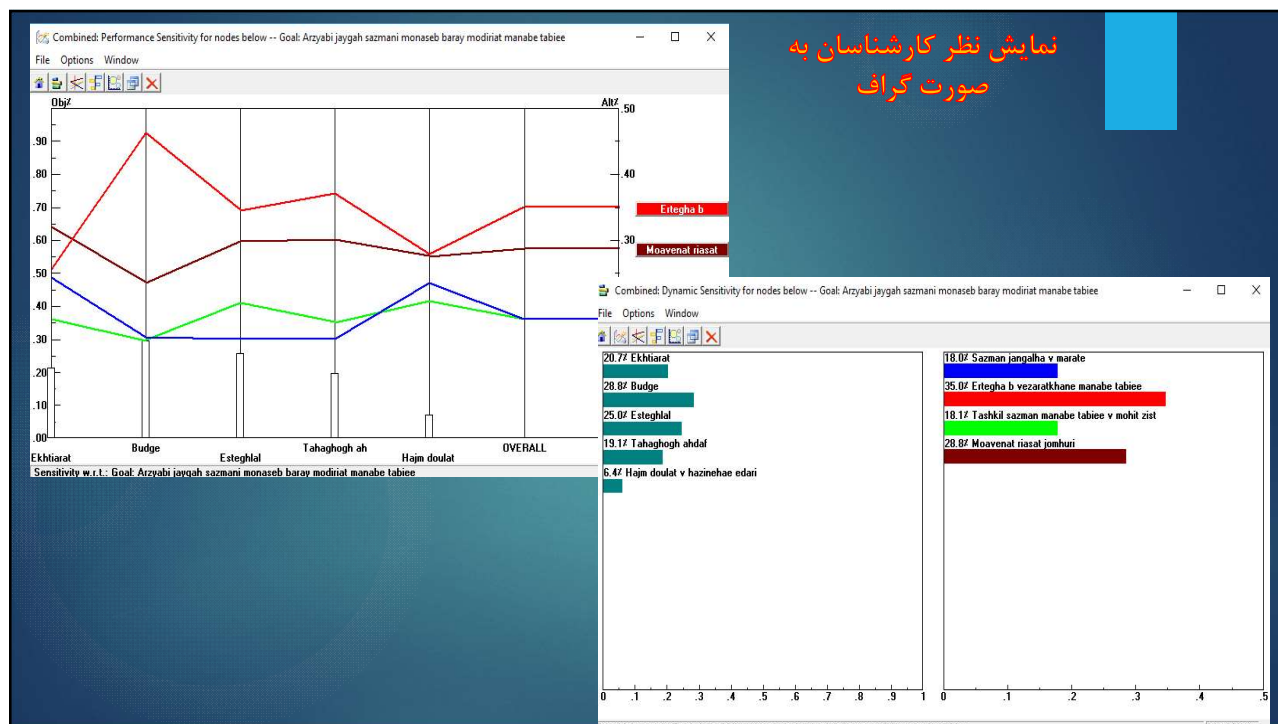 نمایش نظر کارشناسان به
صورت گراف
Combined: Performance Sensitivity for nodes below -- Goal: Arzyabi jaygah sazmani monaseb baray modiriat manabe tabiee
File Options Window
Obj% Alt%
.50
.90
.80 .40
.70
Ertegha b
.60 .30
Moavenat riasat
.50
.40
.30
.20
.10
.00
Ekhtiarat Budge Esteghlal Tahaghogh ah Hajm doulat OVERALL
Sensitivity w.r.t.: Goal: Arzyabi jaygah sazmani monaseb baray modiriat manabe tabiee
Combined: Dynamic Sensitivity for nodes below -- Goal: Arzyabi jaygah sazmani monaseb baray modiriat manabe tabiee
File Options Window
20.7% Ekhtiarat
28.8% Budge
25.0% Esteghlal
19.1% Tahaghogh ahdaf
6.4% Hajm doulat v hazinehae edari
0 .1 .2 .3 .4 .5 .6 .7 .8 .9 1
18.0% Sazman jangalha v marate
35.0% Ertegha b vezaratkhane manabe tabiee
18.1% Tashkil sazman manabe tabiee v mohit zist
28.8% Moavenat riasat jomhuri
0 .1 .2 .3 .4 .5